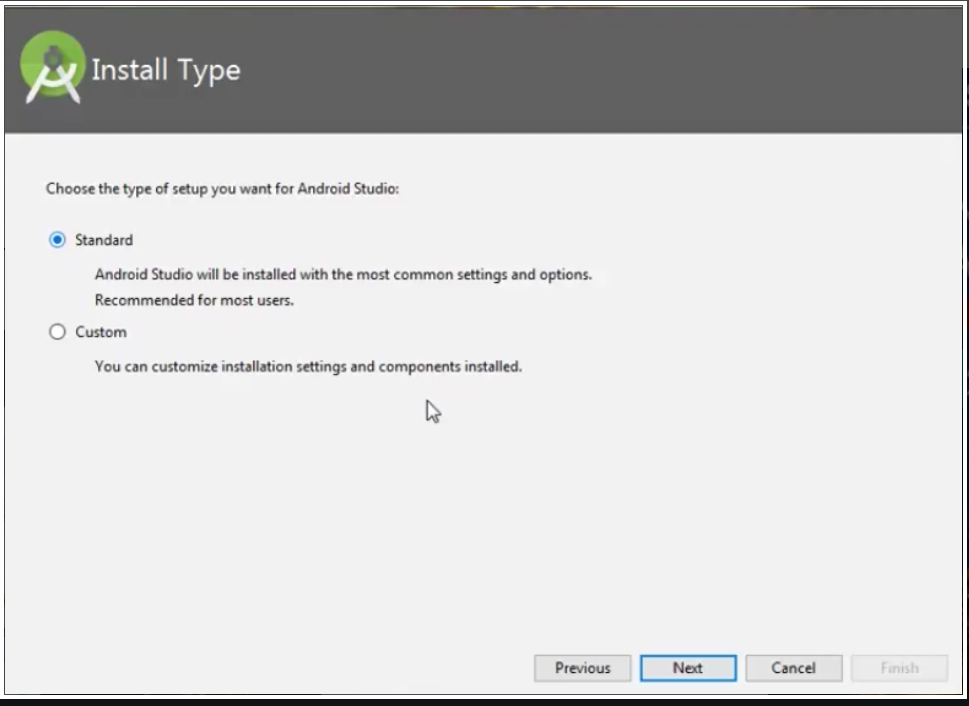 Install Type
Choose the type of setup you want for Android Studio:
Standard
Android Studio will be installed with the most common settings and options.
Recommended for most users.
Custom
You can customize installation settings and components installed.
Previous
Next
Cancel
Finish